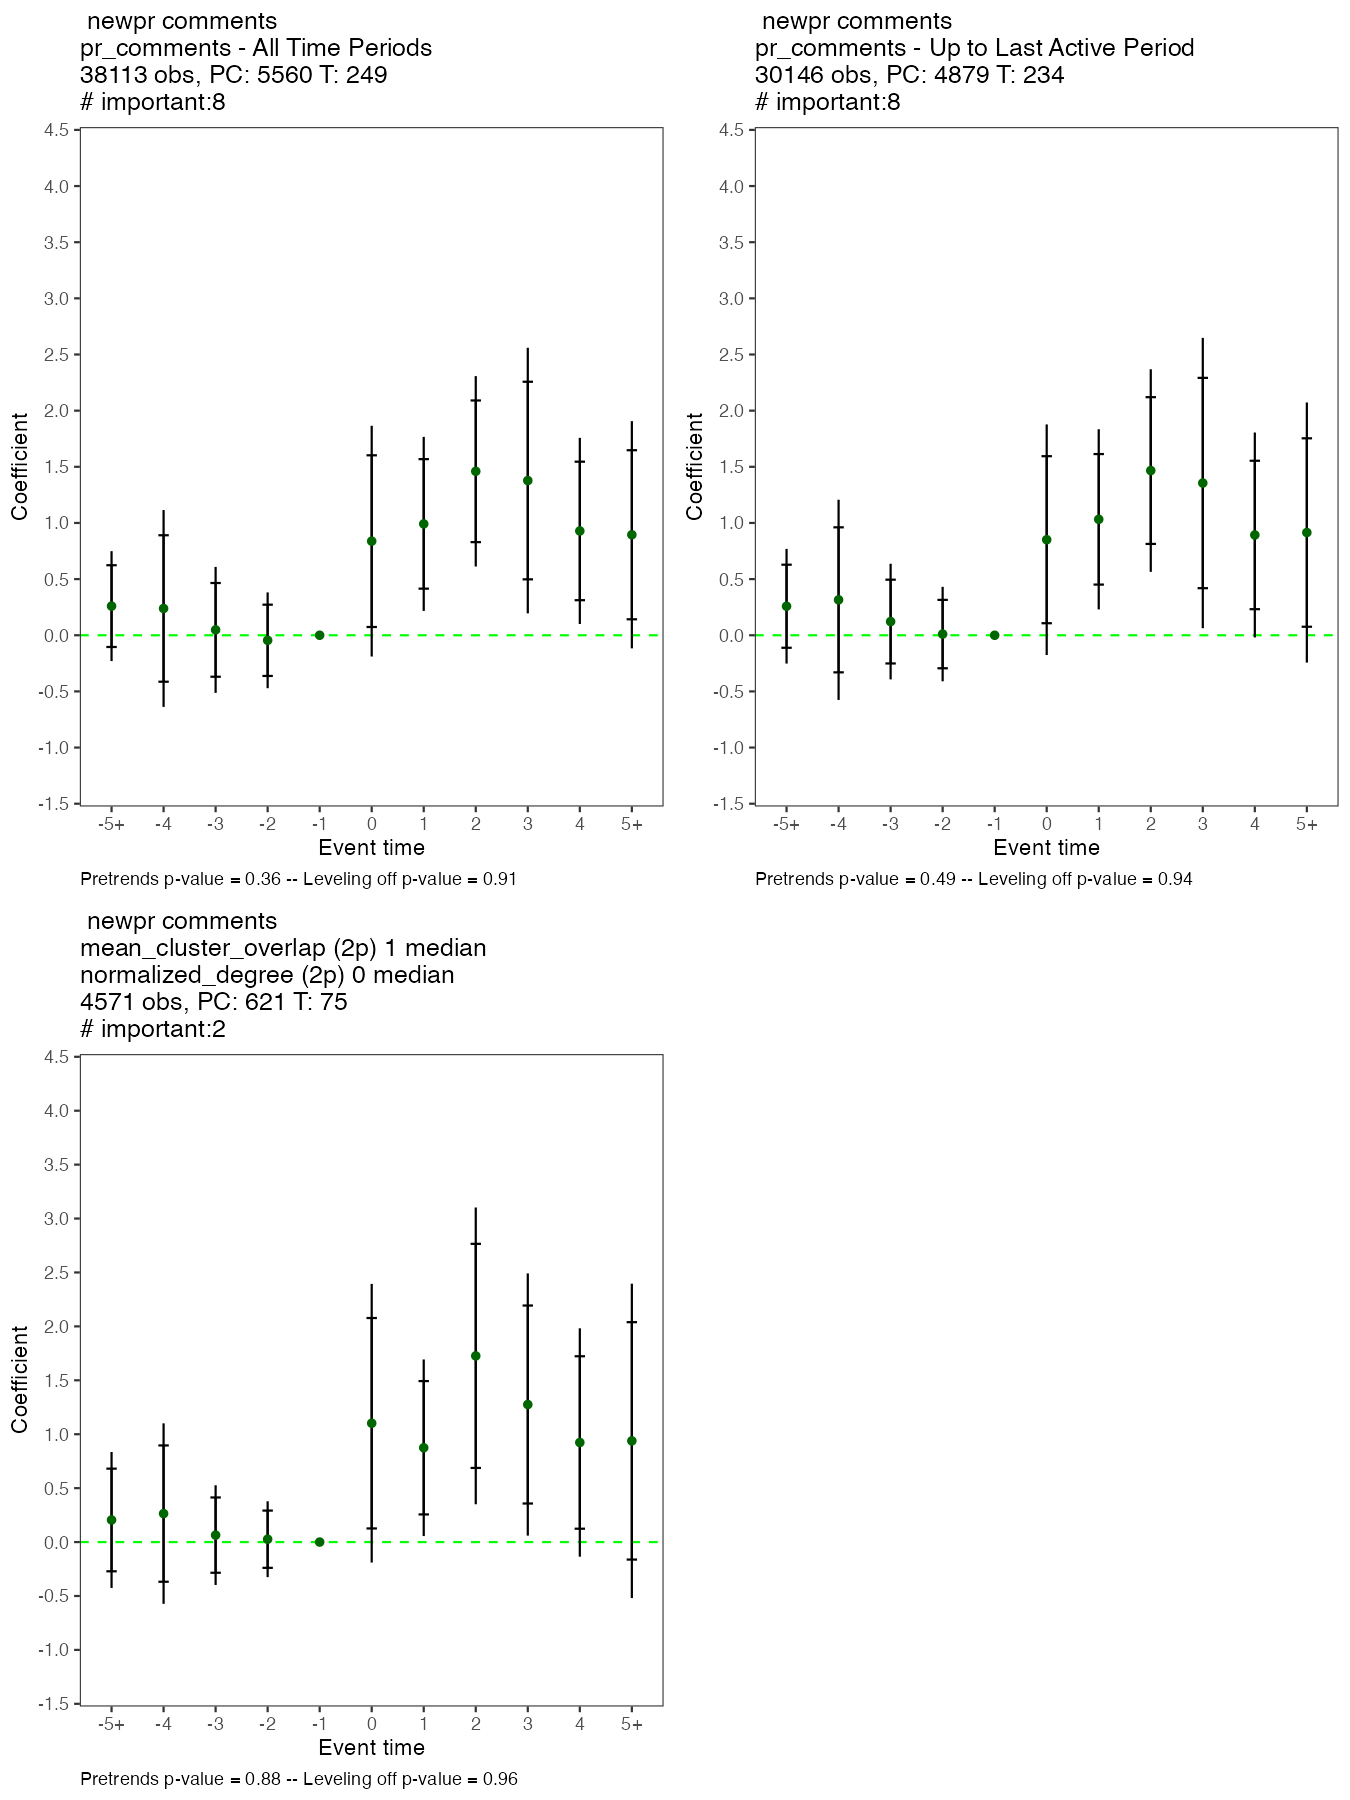 newpr comments
pr_comments - All Time Periods
38113 obs, PC: 5560 T: 249
# important:8
4.5
4.0
3.5
3.0
2.5
2.0
1.5
1.0
0.5
0.0
-0.5
-1.0
-1.5
Coefficient
-5+ -4 -3 -2 -1 0 1 2 3 4 5+
Event time
Pretrends p-value = 0.36 -- Leveling off p-value = 0.91
newpr comments
pr_comments - Up to Last Active Period
30146 obs, PC: 4879 T: 234
# important:8
4.5
4.0
3.5
3.0
2.5
2.0
1.5
1.0
0.5
0.0
-0.5
-1.0
-1.5
Coefficient
-5+ -4 -3 -2 -1 0 1 2 3 4 5+
Event time
Pretrends p-value = 0.49 -- Leveling off p-value = 0.94
newpr comments
mean_cluster_overlap (2p) 1 median
normalized_degree (2p) 0 median
4571 obs, PC: 621 T: 75
# important:2
4.5
4.0
3.5
3.0
2.5
2.0
1.5
1.0
0.5
0.0
-0.5
-1.0
-1.5
Coefficient
-5+ -4 -3 -2 -1 0 1 2 3 4 5+
Event time
Pretrends p-value = 0.88 -- Leveling off p-value = 0.96